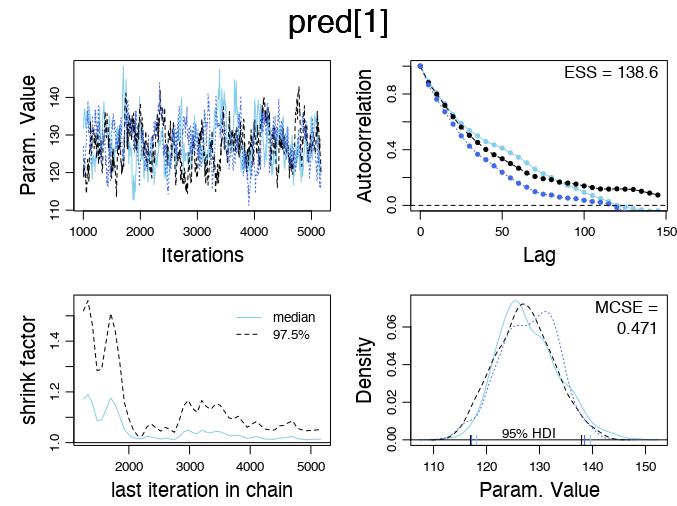 pred[1]
Param. Value
110 120 130 140
1000 2000 3000 4000 5000
Iterations
Autocorrelation
0.0 0.4 0.8
ESS = 138.6
0 50 100 150
Lag
shrink factor
1.0 1.2 1.4
median
97.5%
2000 3000 4000 5000
last iteration in chain
Density
0.00 0.02 0.04 0.06
MCSE =
0.471
95% HDI
110 120 130 140 150
Param. Value